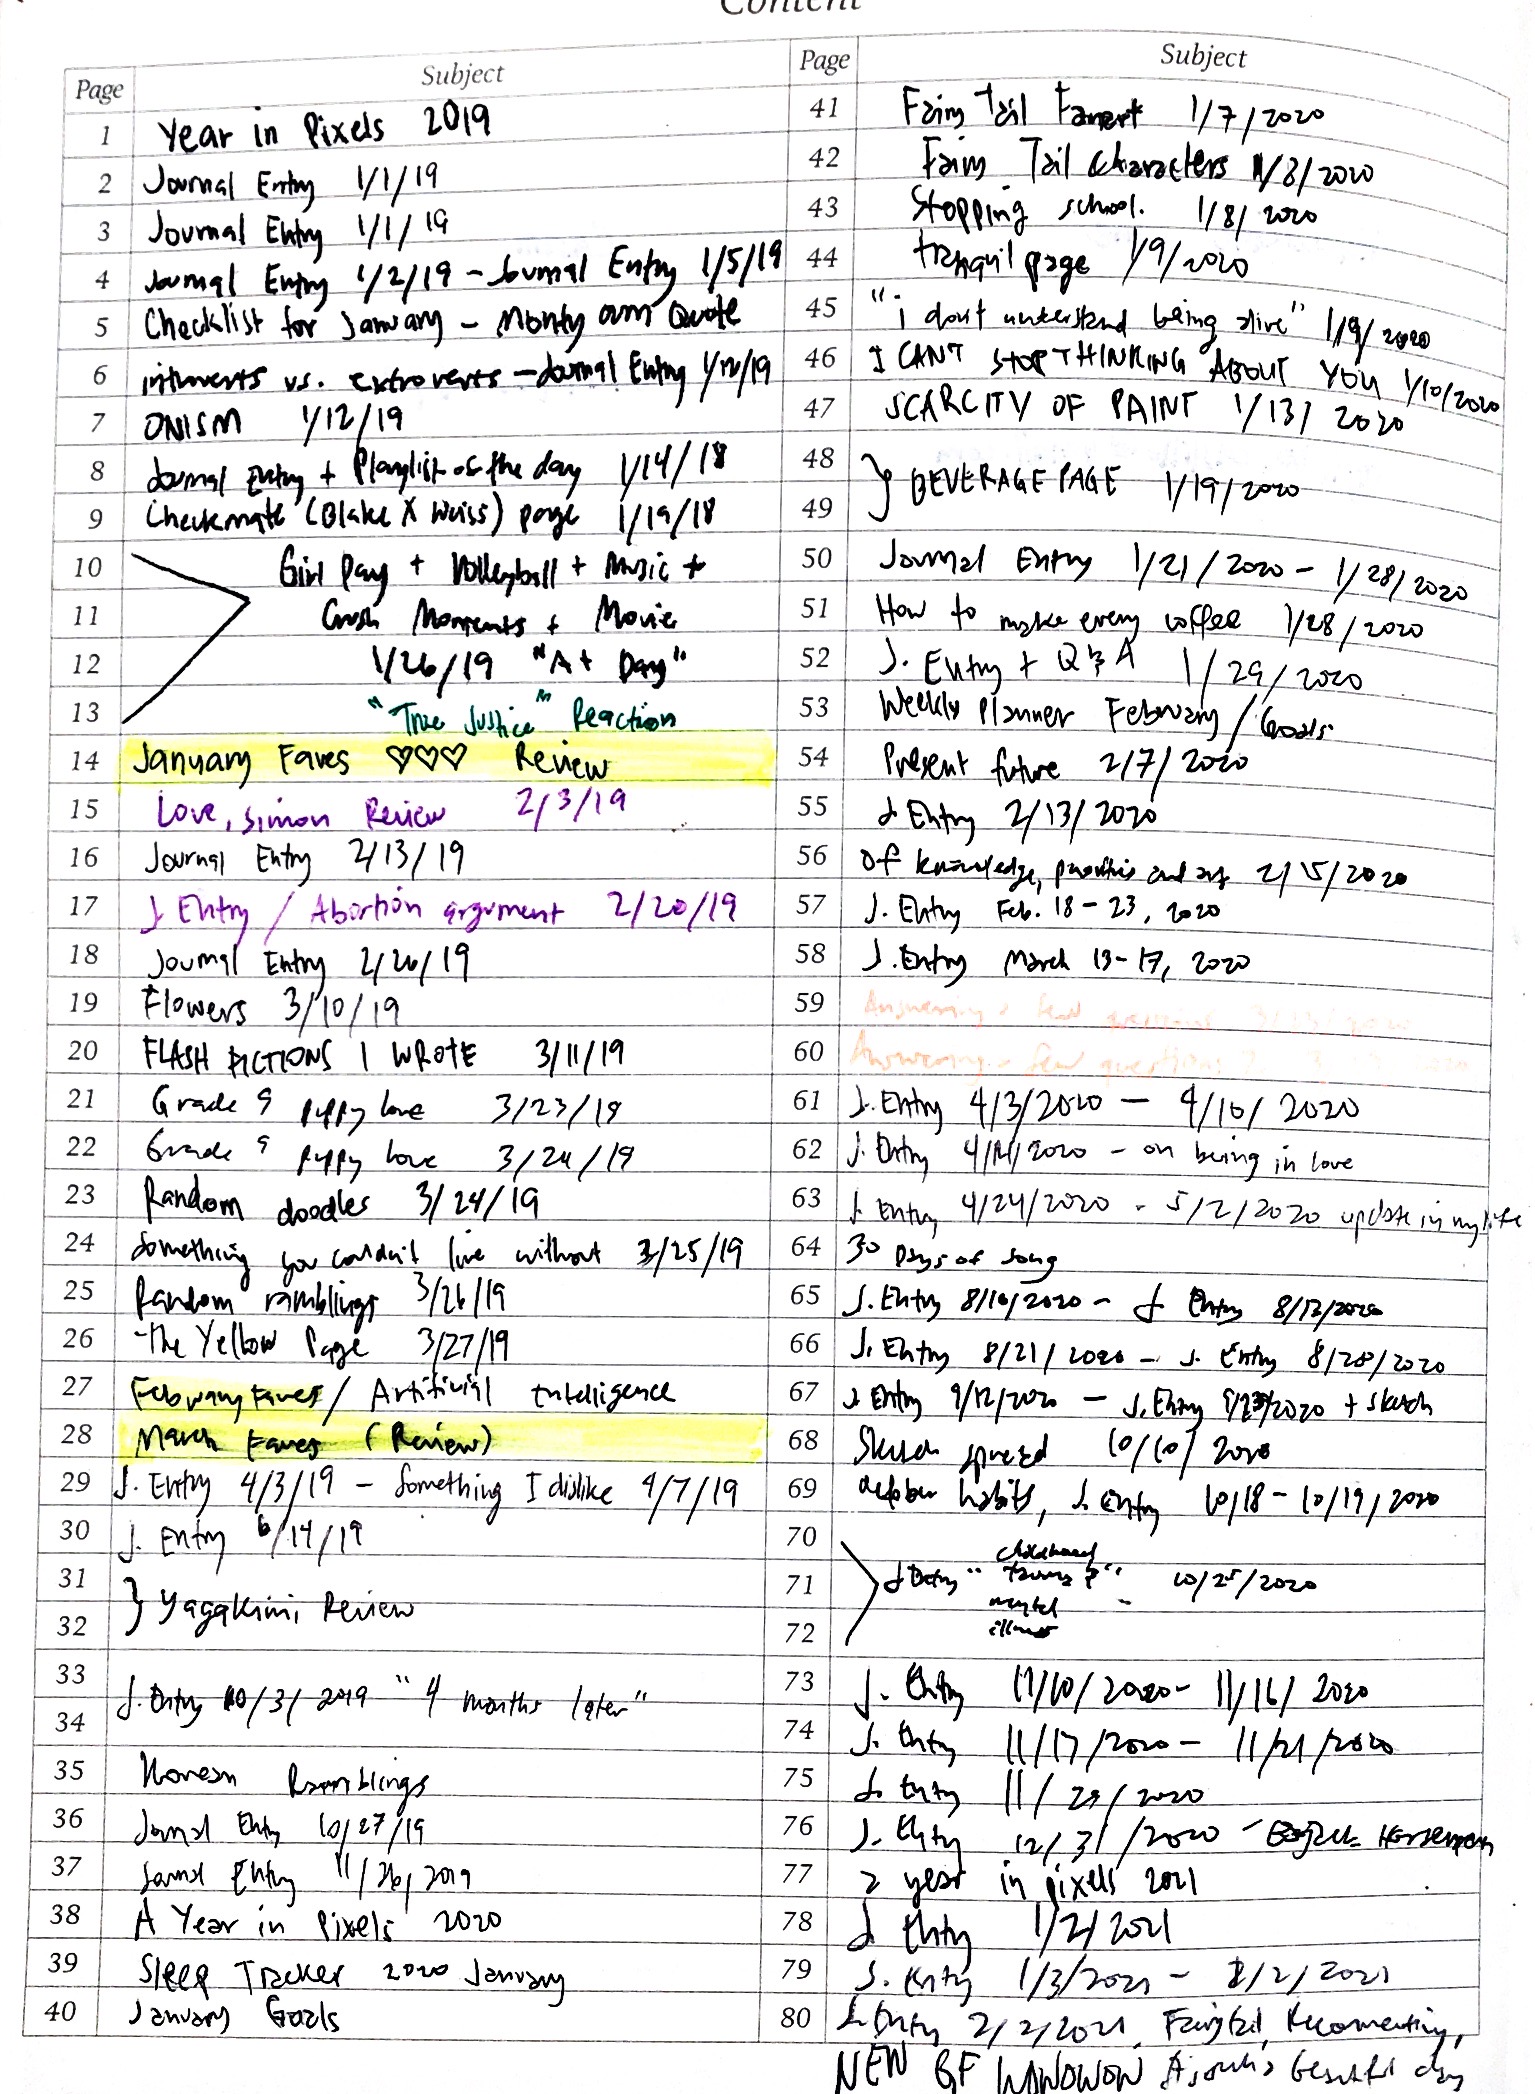 Content
Page Subject
1 Year in Pixels 2019
2 Journal Entry 1/1/19
3 Journal Entry 1/1/19
4 Journal Entry 1/2/19 - Journal Entry 1/5/19
5 Checklist for January - Monty Oum Quote
6 introverts vs. extroverts - Journal Entry 1/12/19
7 ONISM 1/12/19
8 Journal Entry + Playlist of the day 1/14/18
9 Checkmate (Blake X Weiss) page 1/19/18
10 Girl Day + Volleyball + Music +
11 Crush Moments + Movie
12 1/26/19 "A+ Day"
13 "True Justice" Reaction
14 January Faves ♡♡♡ Review
15 Love, Simon Review 2/3/19
16 Journal Entry 2/13/19
17 J. Entry / Abortion argument 2/20/19
18 Journal Entry 2/26/19
19 Flowers 3/10/19
20 FLASH FICTIONS I WROTE 3/11/19
21 Grade 9 puppy love 3/23/19
22 Grade 9 puppy love 3/24/19
23 Random doodles 3/24/19
24 Something you couldn't live without 3/25/19
25 Random ramblings 3/26/19
26 The Yellow Page 3/27/19
27 February Faves / Artificial Intelligence
28 March Faves (Review)
29 J. Entry 4/3/19 - Something I dislike 4/7/19
30 J. Entry 6/14/19
31
} Yagakimi Review
32
33
J. Entry 10/3/2019 "4 months later"
34
35 Korean Ramblings
36 Journal Entry 10/27/19
37 Journal Entry 11/26/2019
38 A Year in Pixels 2020
39 Sleep Tracker 2020 January
40 January Goals
Page Subject
41 Fairy Tail Fanart 1/7/2020
42 Fairy Tail characters 1/8/2020
43 Stopping school. 1/8/2020
44 tranquil page 1/9/2020
45 "i dont understand being alive" 1/9/2020
46 I CANT STOP THINKING ABOUT YOU 1/10/2020
47 SCARCITY OF PAINT 1/13/2020
48
} BEVERAGE PAGE 1/19/2020
49
50 Journal Entry 1/21/2020 - 1/28/2020
51 How to make every coffee 1/28/2020
52 J. Entry + Q & A 1/29/2020
53 Weekly Planner February / Goals
54 Present future 2/7/2020
55 J Entry 2/13/2020
56 Of knowledge, priorities and 2/15/2020
57 J. Entry Feb. 18-23, 2020
58 J. Entry March 13-17, 2020
59 Answering a few questions
60 Answering a few questions 2
61 J. Entry 4/3/2020 - 4/10/2020
62 J. Entry 4/14/2020 - on being in love
63 J. Entry 4/24/2020 - 5/2/2020 update in my life
64 30 Days of song
65 J. Entry 8/10/2020 - J Entry 8/12/2020
66 J. Entry 8/21/2020 - J. Entry 8/28/2020
67 J. Entry 9/12/2020 - J. Entry 9/23/2020 + sketch
68 Sketch spread 10/10/2020
69 October habits, J. Entry 10/18 - 10/19/2020
70 childhood
71 J Entry " trauma ?" 10/25/2020
mental
72 illness
73 J. Entry 11/10/2020 - 11/16/2020
74 J. Entry 11/17/2020 - 11/21/2020
75 J. Entry 11/29/2020
76 J. Entry 12/31/2020 - Bojack Horseman
77 a year in pixels 2021
78 J Entry 1/2/2021
79 J. Entry 1/3/2021 - 2/2/2021
80 J. Entry 2/2/2021, Fairytail,
NEW GF WOWOWOW beautiful day